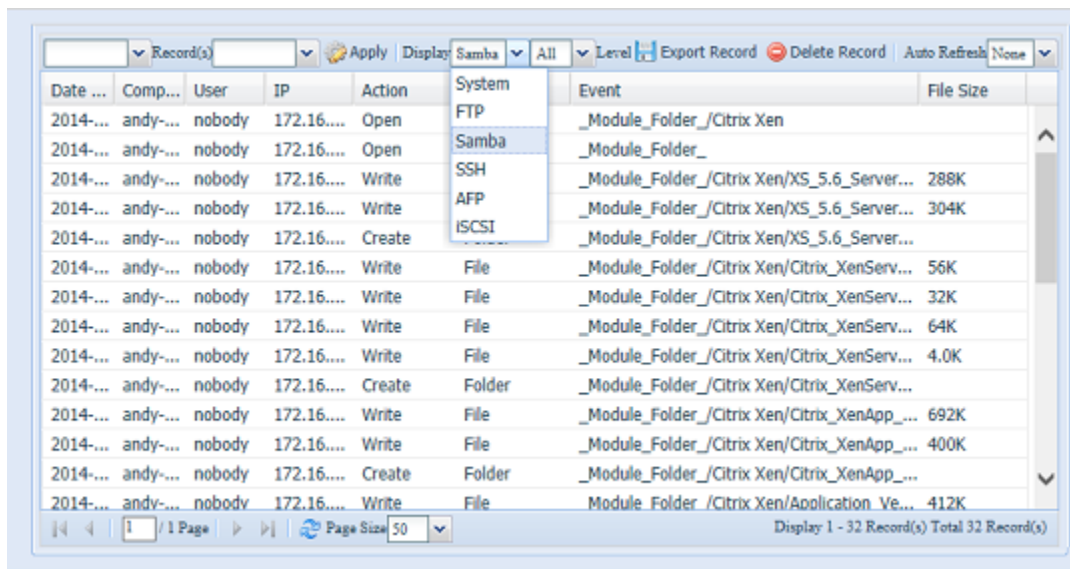 Record(s) Apply Display Samba All Level Export Record Delete Record Auto Refresh None
Date ... Comp... User IP Action Event File Size
System
FTP
Samba
SSH
AFP
iSCSI
2014-... andy-... nobody 172.16.... Open _Module_Folder_/Citrix Xen
2014-... andy-... nobody 172.16.... Open _Module_Folder_
2014-... andy-... nobody 172.16.... Write _Module_Folder_/Citrix Xen/XS_5.6_Server... 288K
2014-... andy-... nobody 172.16.... Write _Module_Folder_/Citrix Xen/XS_5.6_Server... 304K
2014-... andy-... nobody 172.16.... Create _Module_Folder_/Citrix Xen/XS_5.6_Server...
2014-... andy-... nobody 172.16.... Write File _Module_Folder_/Citrix Xen/Citrix_XenServ... 56K
2014-... andy-... nobody 172.16.... Write File _Module_Folder_/Citrix Xen/Citrix_XenServ... 32K
2014-... andy-... nobody 172.16.... Write File _Module_Folder_/Citrix Xen/Citrix_XenServ... 64K
2014-... andy-... nobody 172.16.... Write File _Module_Folder_/Citrix Xen/Citrix_XenServ... 4.0K
2014-... andy-... nobody 172.16.... Create Folder _Module_Folder_/Citrix Xen/Citrix_XenServ...
2014-... andy-... nobody 172.16.... Write File _Module_Folder_/Citrix Xen/Citrix_XenApp_... 692K
2014-... andy-... nobody 172.16.... Write File _Module_Folder_/Citrix Xen/Citrix_XenApp_... 400K
2014-... andy-... nobody 172.16.... Create Folder _Module_Folder_/Citrix Xen/Citrix_XenApp_...
2014-... andy-... nobody 172.16.... Write File _Module_Folder_/Citrix Xen/Application_Ve... 412K
1 / 1 Page Page Size 50 Display 1 - 32 Record(s) Total 32 Record(s)